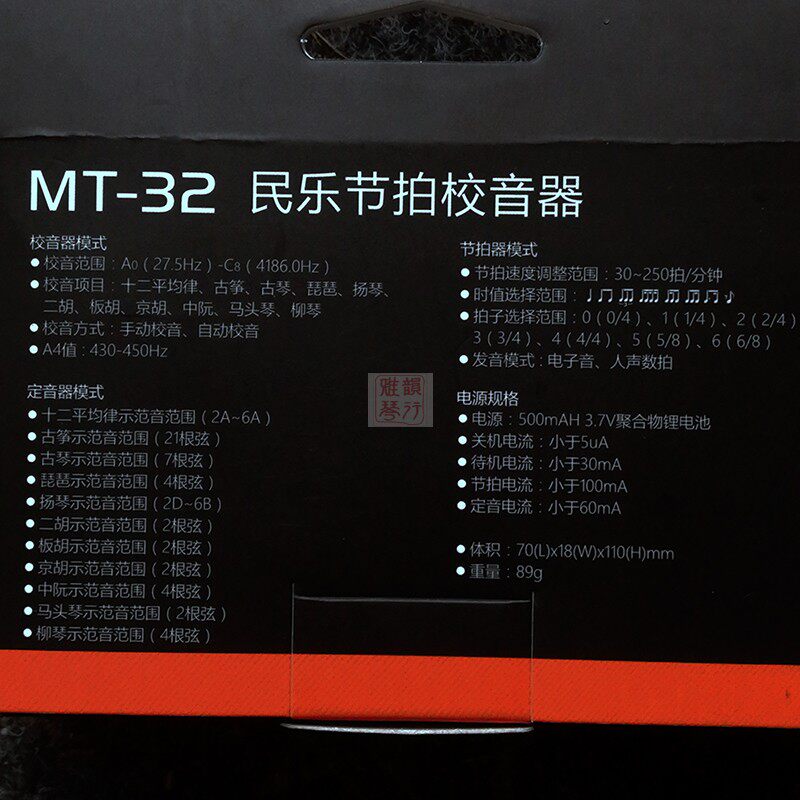 MT-32 民乐节拍校音器
校音器模式
● 校音范围：A0（27.5Hz）-C8（4186.0Hz）
● 校音项目：十二平均律、古筝、古琴、琵琶、扬琴、
二胡、板胡、京胡、中阮、马头琴、柳琴
● 校音方式：手动校音、自动校音
● A4值：430-450Hz
定音器模式
● 十二平均律示范音范围（2A~6A）
● 古筝示范音范围（21根弦）
● 古琴示范音范围（7根弦）
● 琵琶示范音范围（4根弦）
● 扬琴示范音范围（2D~6B）
● 二胡示范音范围（2根弦）
● 板胡示范音范围（2根弦）
● 京胡示范音范围（2根弦）
● 中阮示范音范围（4根弦）
● 马头琴示范音范围（2根弦）
● 柳琴示范音范围（4根弦）
节拍器模式
● 节拍速度调整范围：30~250拍/分钟
● 时值选择范围：
● 拍子选择范围：0（0/4）、1（1/4）、2（2/4）
3（3/4）、4（4/4）、5（5/8）、6（6/8）
● 发音模式：电子音、人声数拍
电源规格
● 电源：500mAH 3.7V聚合物锂电池
● 关机电流：小于5uA
● 待机电流：小于30mA
● 节拍电流：小于100mA
● 定音电流：小于60mA
● 体积：70(L)x18(W)x110(H)mm
● 重量：89g
雅韻
琴行